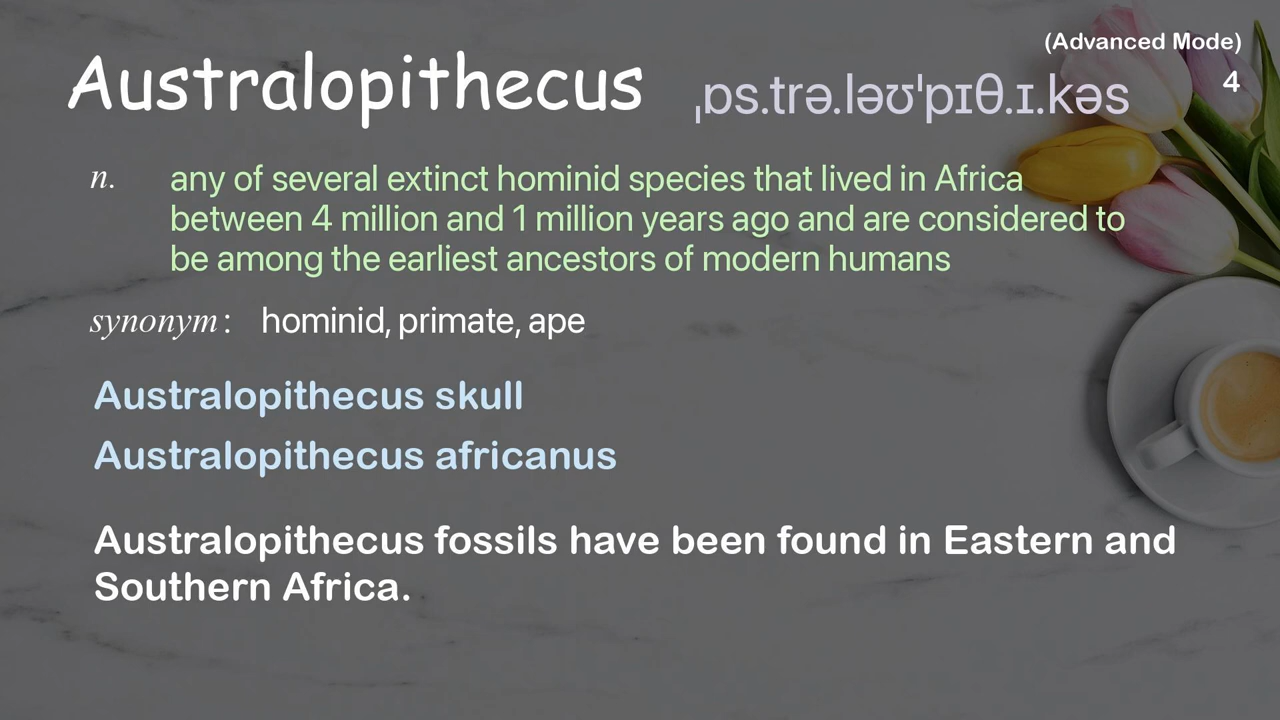 (Advanced Mode)
Australopithecus ˌɒs.trə.ləʊˈpɪθ.ɪ.kəs 4
n. any of several extinct hominid species that lived in Africa
between 4 million and 1 million years ago and are considered to
be among the earliest ancestors of modern humans
synonym: hominid, primate, ape
Australopithecus skull
Australopithecus africanus
Australopithecus fossils have been found in Eastern and
Southern Africa.